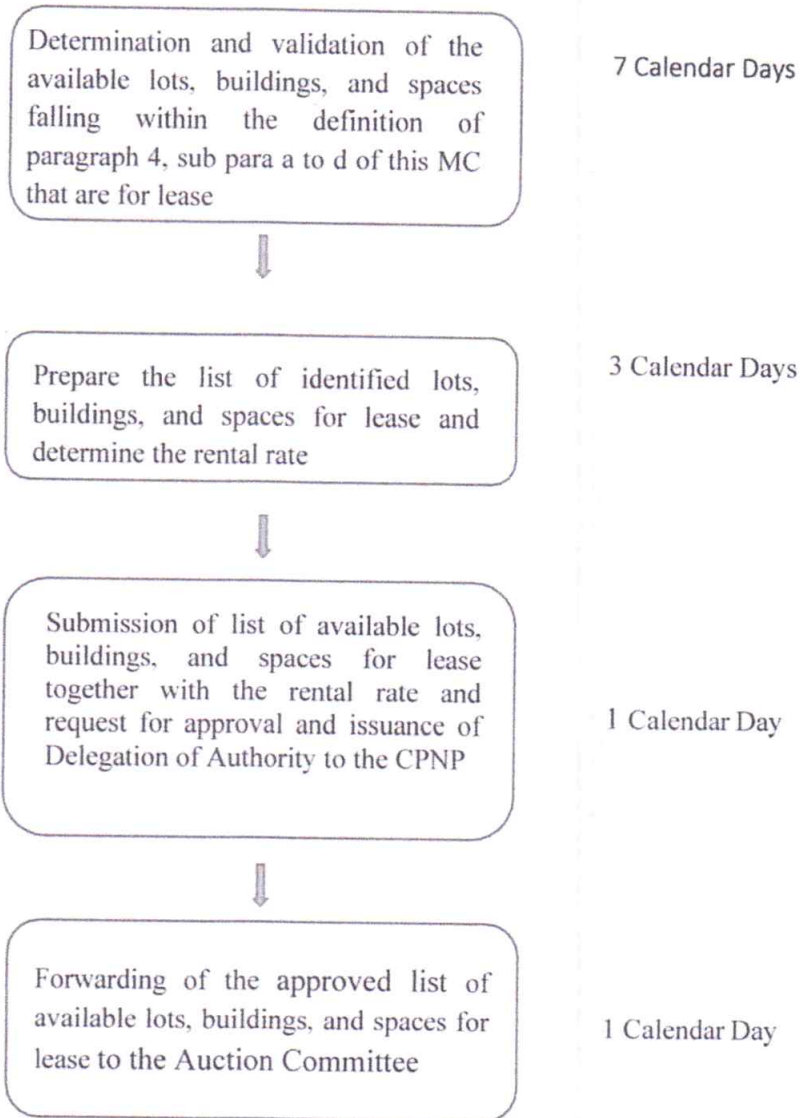 Determination and validation of the
available lots, buildings, and spaces
falling within the definition of
paragraph 4, sub para a to d of this MC
that are for lease
7 Calendar Days
Prepare the list of identified lots,
buildings, and spaces for lease and
determine the rental rate
3 Calendar Days
Submission of list of available lots,
buildings, and spaces for lease
together with the rental rate and
request for approval and issuance of
Delegation of Authority to the CPNP
1 Calendar Day
Forwarding of the approved list of
available lots, buildings, and spaces for
lease to the Auction Committee
1 Calendar Day